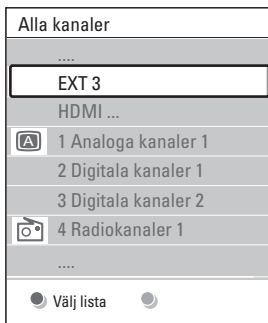 Alla kanaler
....
EXT 3
HDMI ...
A 1 Analoga kanaler 1
2 Digitala kanaler 1
3 Digitala kanaler 2
4 Radiokanaler 1
....
Välj lista